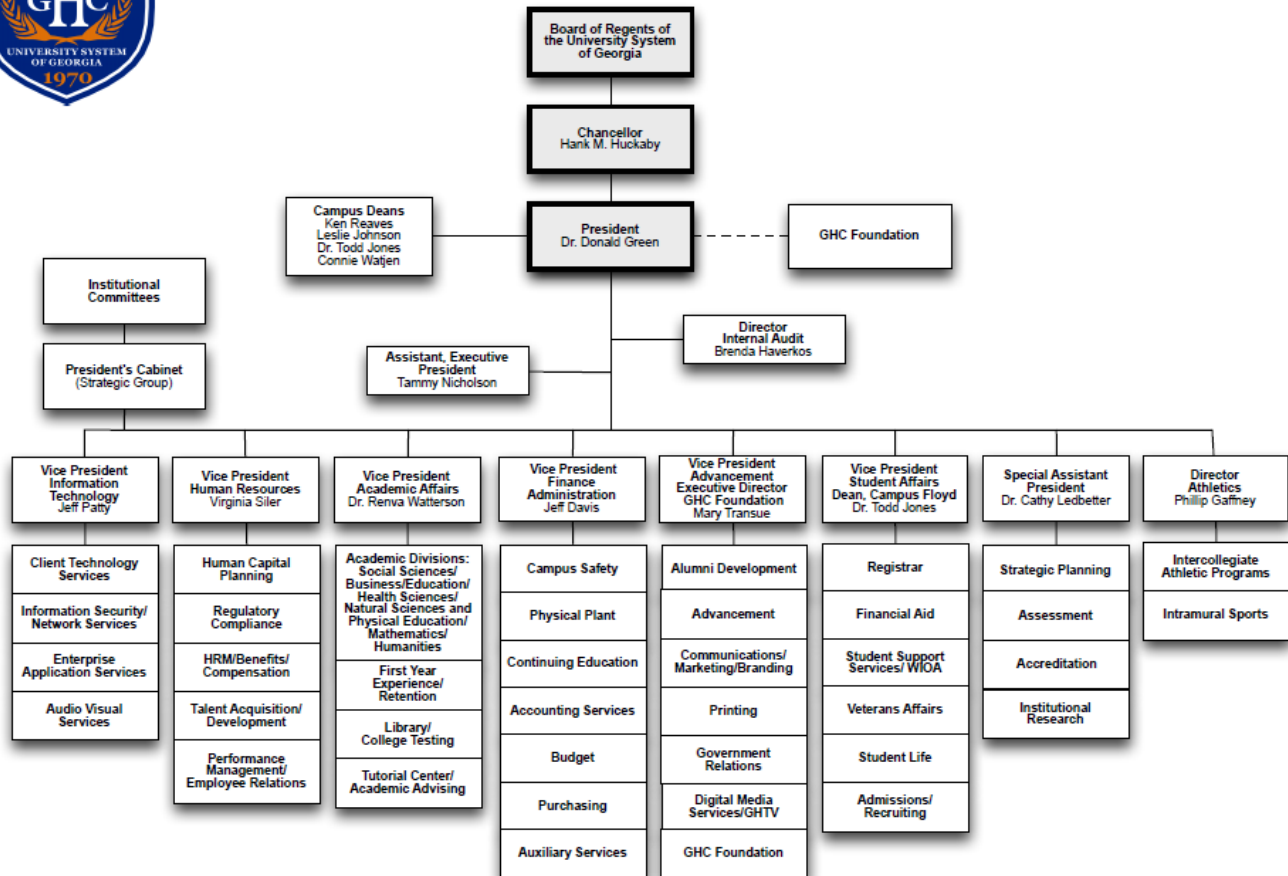 GHC
UNIVERSITY SYSTEM
OF GEORGIA
1970
Board of Regents of
the University System
of Georgia
Chancellor
Hank M. Huckaby
Campus Deans
Ken Reaves
Leslie Johnson
Dr. Todd Jones
Connie Watjen
President
Dr. Donald Green
GHC Foundation
Institutional
Committees
President's Cabinet
(Strategic Group)
Director
Internal Audit
Brenda Haverkos
Assistant, Executive
President
Tammy Nicholson
Vice President
Information
Technology
Jeff Patty
Client Technology
Services
Information Security/
Network Services
Enterprise
Application Services
Audio Visual
Services
Vice President
Human Resources
Virginia Siler
Human Capital
Planning
Regulatory
Compliance
HRM/Benefits/
Compensation
Talent Acquisition/
Development
Performance
Management/
Employee Relations
Vice President
Academic Affairs
Dr. Renva Watterson
Academic Divisions:
Social Sciences/
Business/Education/
Health Sciences/
Natural Sciences and
Physical Education/
Mathematics/
Humanities
First Year
Experience/
Retention
Library/
College Testing
Tutorial Center/
Academic Advising
Vice President
Finance
Administration
Jeff Davis
Campus Safety
Physical Plant
Continuing Education
Accounting Services
Budget
Purchasing
Auxiliary Services
Vice President
Advancement
Executive Director
GHC Foundation
Mary Transue
Alumni Development
Advancement
Communications/
Marketing/Branding
Printing
Government
Relations
Digital Media
Services/GHTV
GHC Foundation
Vice President
Student Affairs
Dean, Campus Floyd
Dr. Todd Jones
Registrar
Financial Aid
Student Support
Services/ WIOA
Veterans Affairs
Student Life
Admissions/
Recruiting
Special Assistant
President
Dr. Cathy Ledbetter
Strategic Planning
Assessment
Accreditation
Institutional
Research
Director
Athletics
Phillip Gaffney
Intercollegiate
Athletic Programs
Intramural Sports